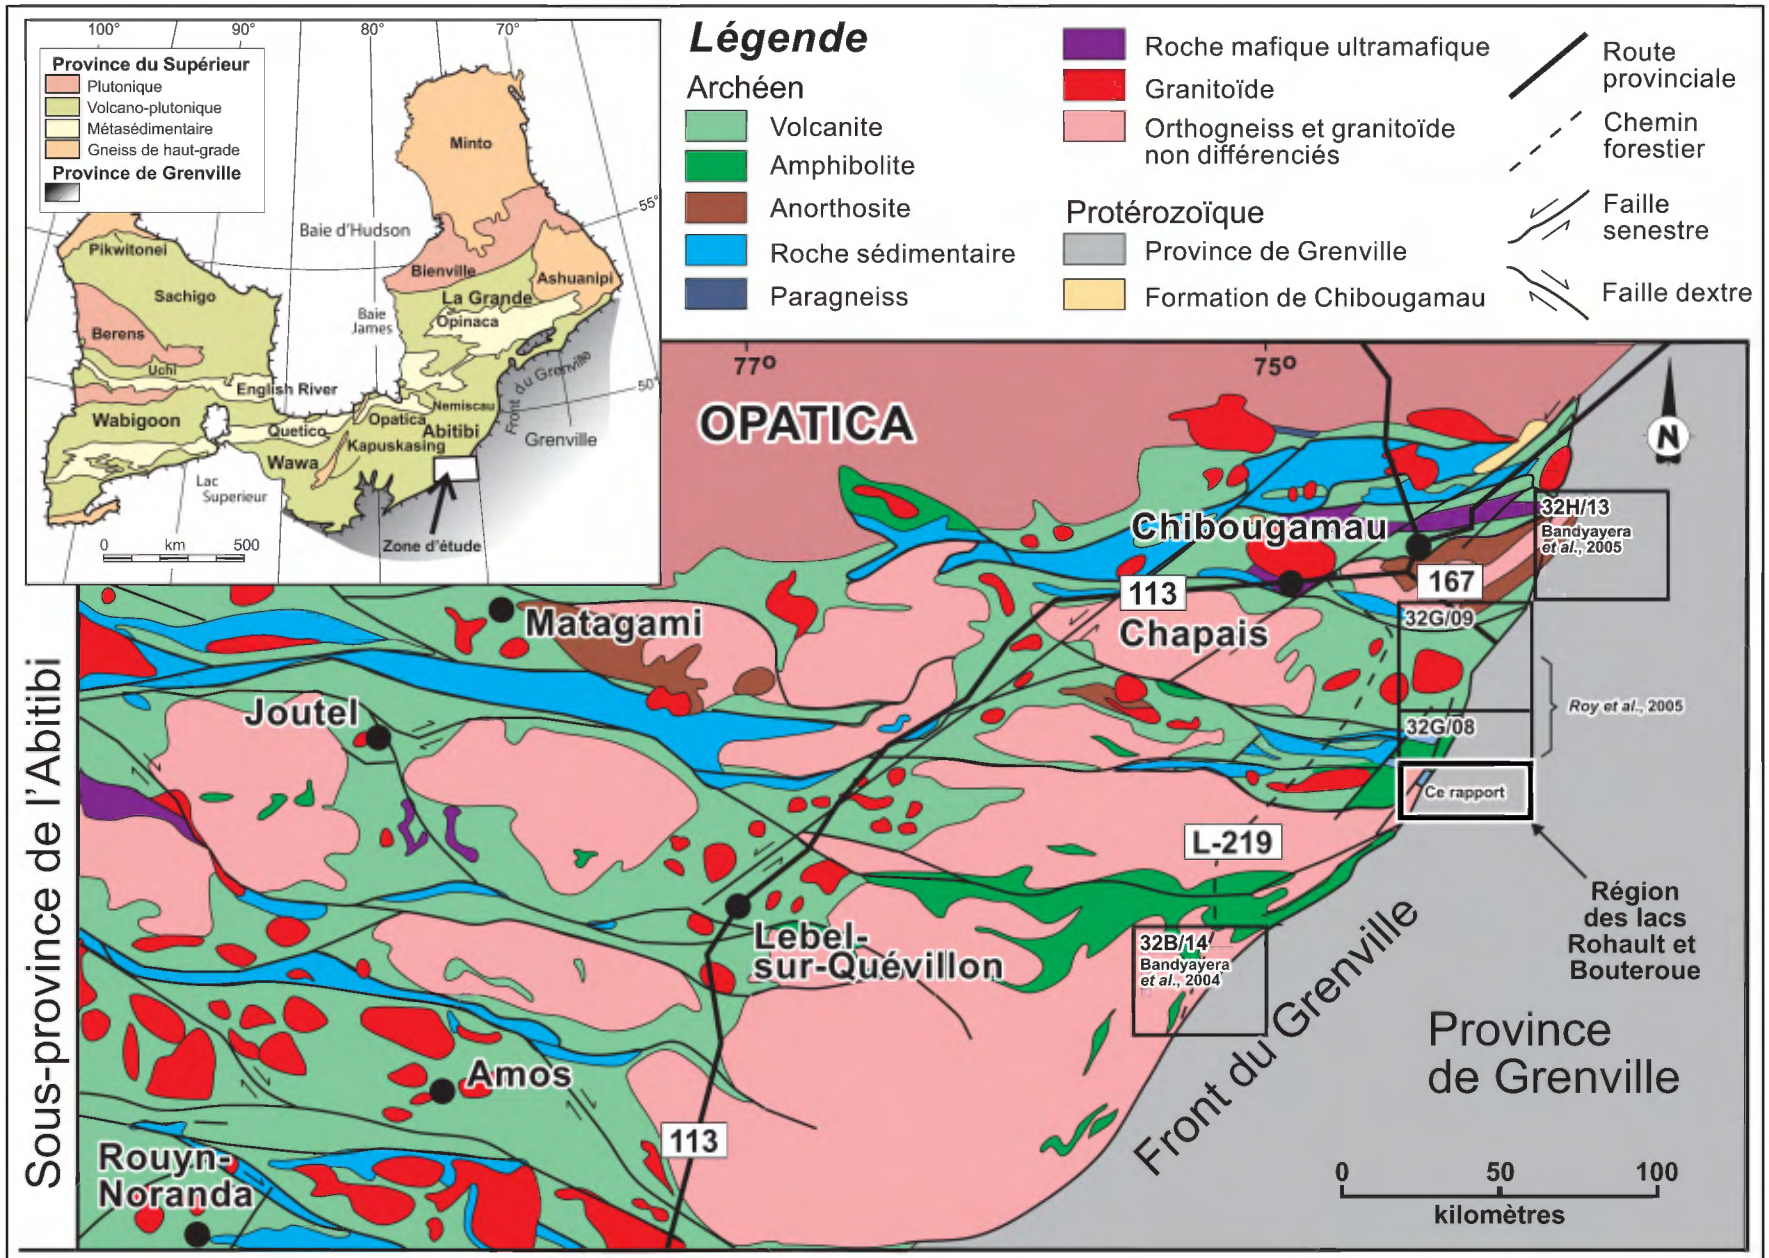 100°
90°
80°
70°
Province du Supérieur
Plutonique
Volcano-plutonique
Métasédimentaire
Gneiss de haut-grade
Province de Grenville
Minto
55°
Baie d'Hudson
Pikwitonei
Bienville
Ashuanipi
Sachigo
La Grande
Baie
James
Opinaca
Berens
Uchi
Front du Grenville
50°
English River
Nemiscau
Wabigoon
Opatica
Quetico
Abitibi
Grenville
Kapuskasing
Wawa
Lac
Superieur
Zone d'étude
0 km 500
Légende
Archéen
Volcanite
Amphibolite
Anorthosite
Roche sédimentaire
Paragneiss
Roche mafique ultramafique
Granitoïde
Orthogneiss et granitoïde
non différenciés
Protérozoïque
Province de Grenville
Formation de Chibougamau
Route
provinciale
Chemin
forestier
Faille
senestre
Faille dextre
77°
75°
OPATICA
N
Chibougamau
32H/13
Bandyayera
et al., 2005
113
167
Matagami
Chapais
32G/09
Joutel
Roy et al., 2005
32G/08
Ce rapport
L-219
Région
des lacs
Rohault et
Bouteroue
Lebel-
sur-Quévillon
32B/14
Bandyayera
et al., 2004
Front du Grenville
Province
de Grenville
Amos
113
Rouyn-
Noranda
0 50 100
kilomètres
Sous-province de l'Abitibi